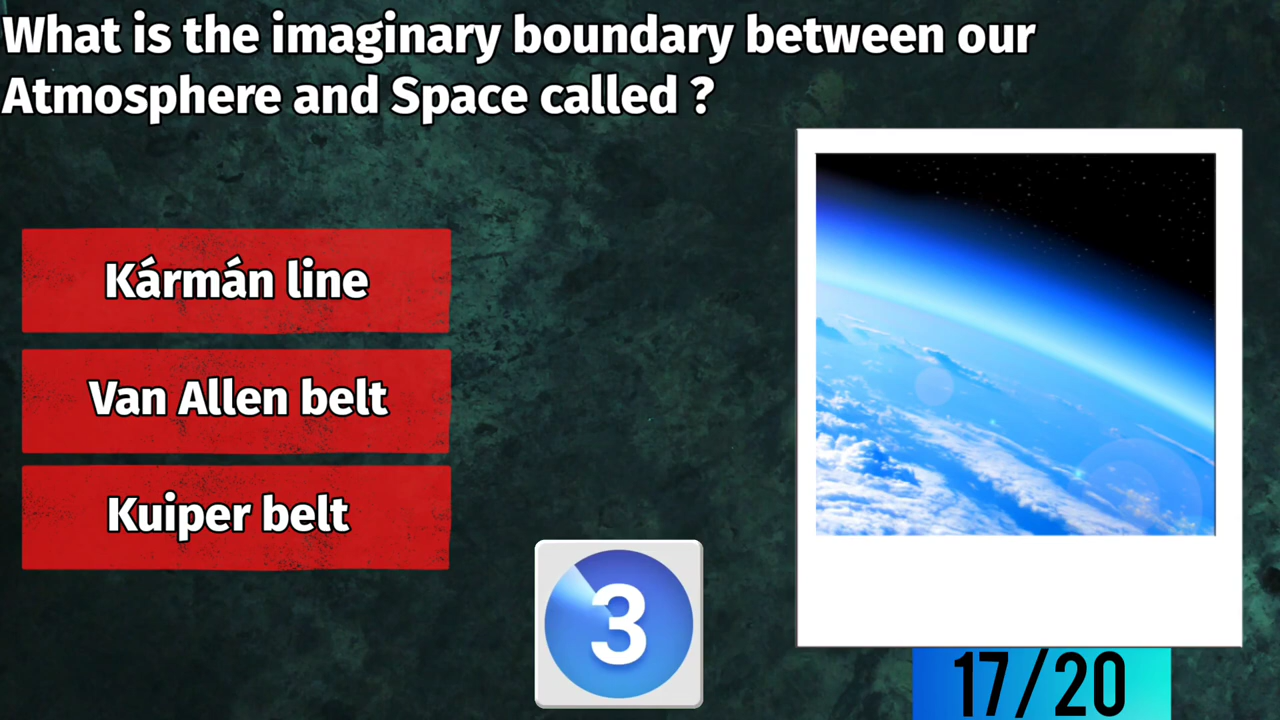 What is the imaginary boundary between our
Atmosphere and Space called ?
Kármán line
Van Allen belt
Kuiper belt
3
17/20